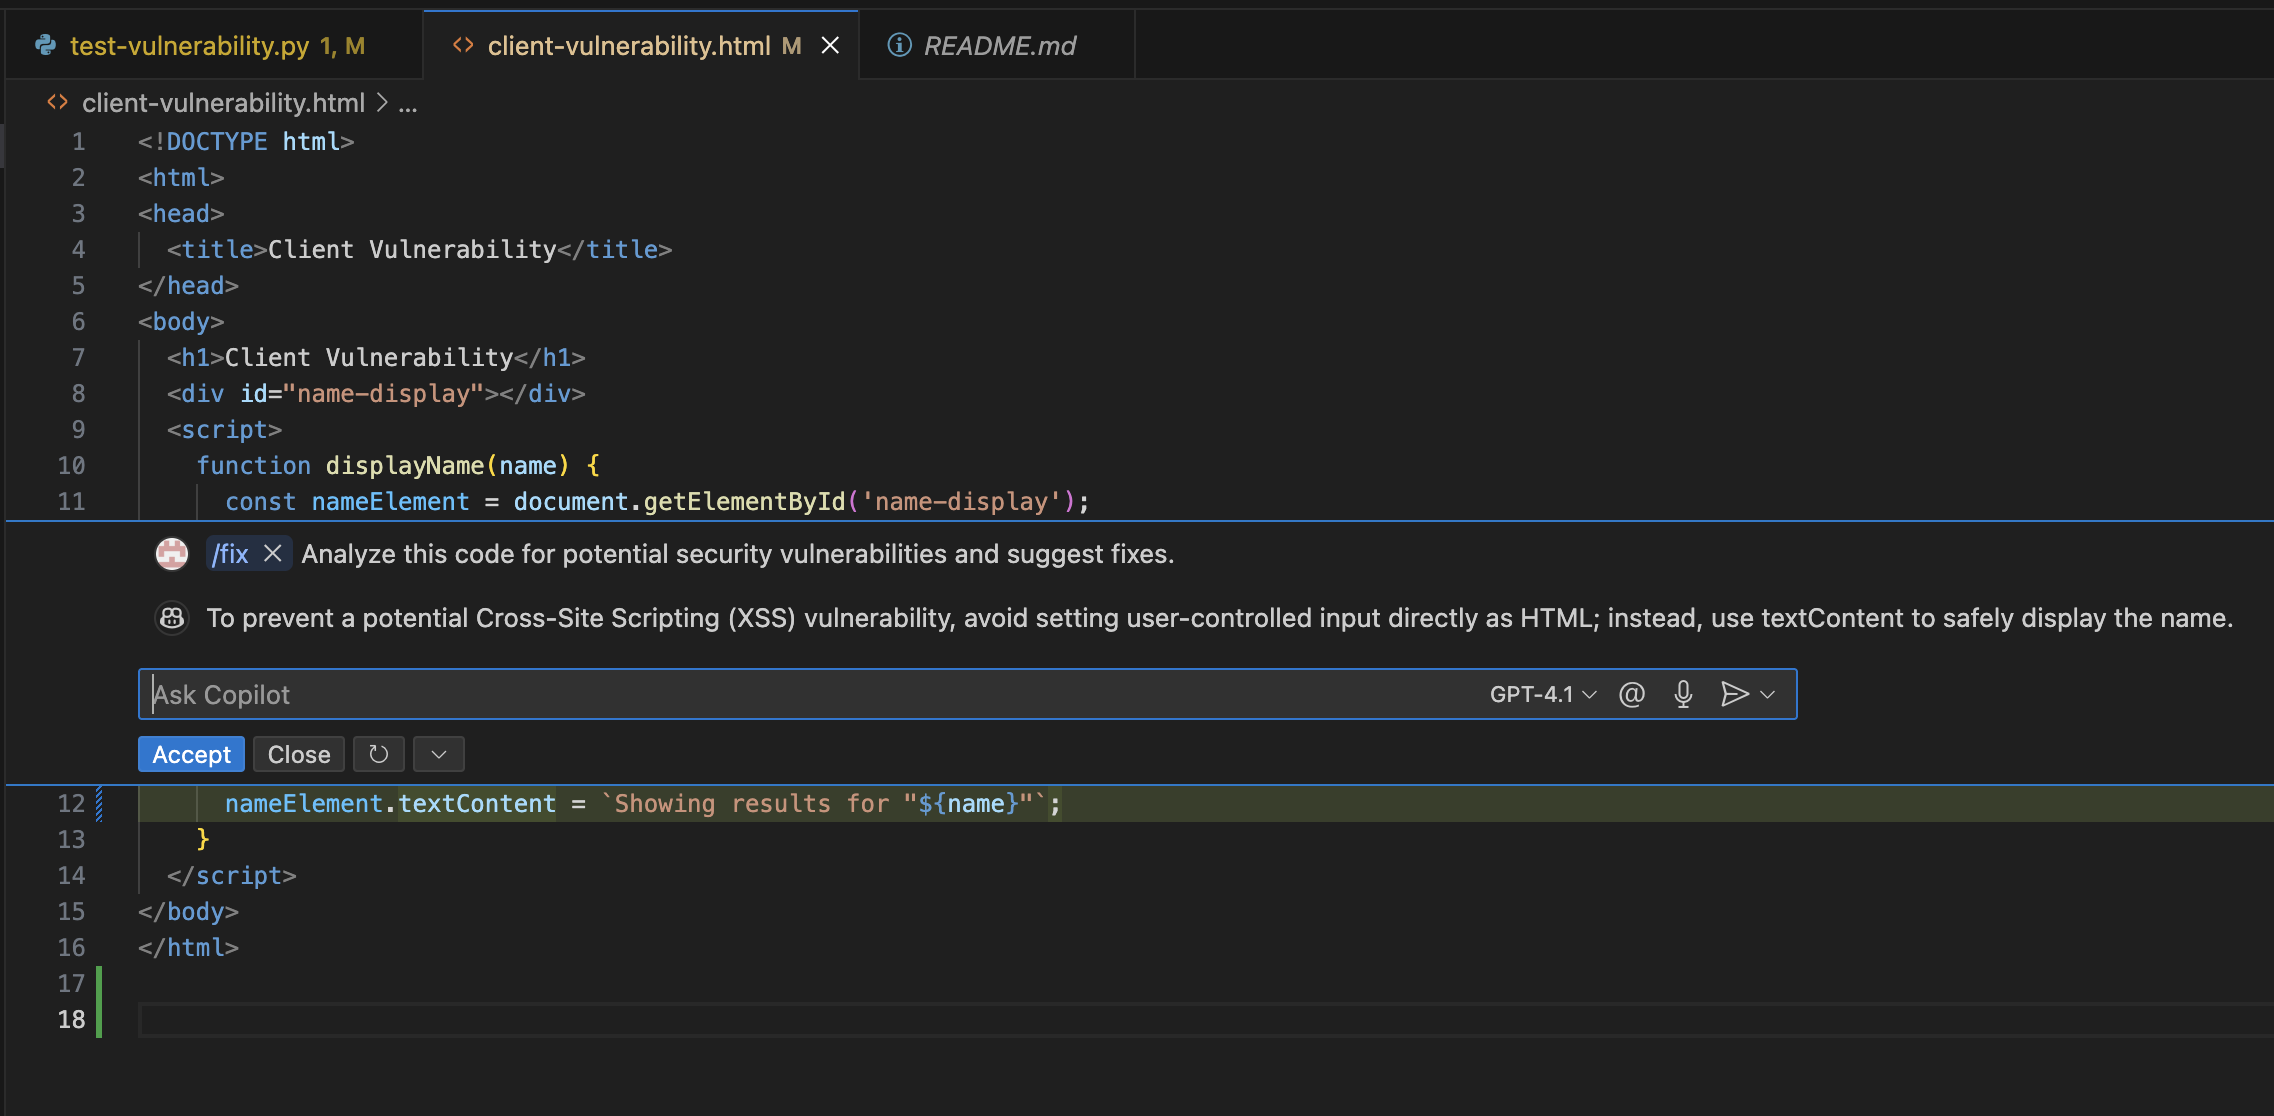 test-vulnerability.py 1, M
client-vulnerability.html M
README.md
client-vulnerability.html > ...
1 <!DOCTYPE html>
2 <html>
3 <head>
4 <title>Client Vulnerability</title>
5 </head>
6 <body>
7 <h1>Client Vulnerability</h1>
8 <div id="name-display"></div>
9 <script>
10 function displayName(name) {
11 const nameElement = document.getElementById('name-display');
/fix Analyze this code for potential security vulnerabilities and suggest fixes.
To prevent a potential Cross-Site Scripting (XSS) vulnerability, avoid setting user-controlled input directly as HTML; instead, use textContent to safely display the name.
Ask Copilot GPT-4.1 @
Accept Close
12 nameElement.textContent = `Showing results for "${name}"`;
13 }
14 </script>
15 </body>
16 </html>
17
18